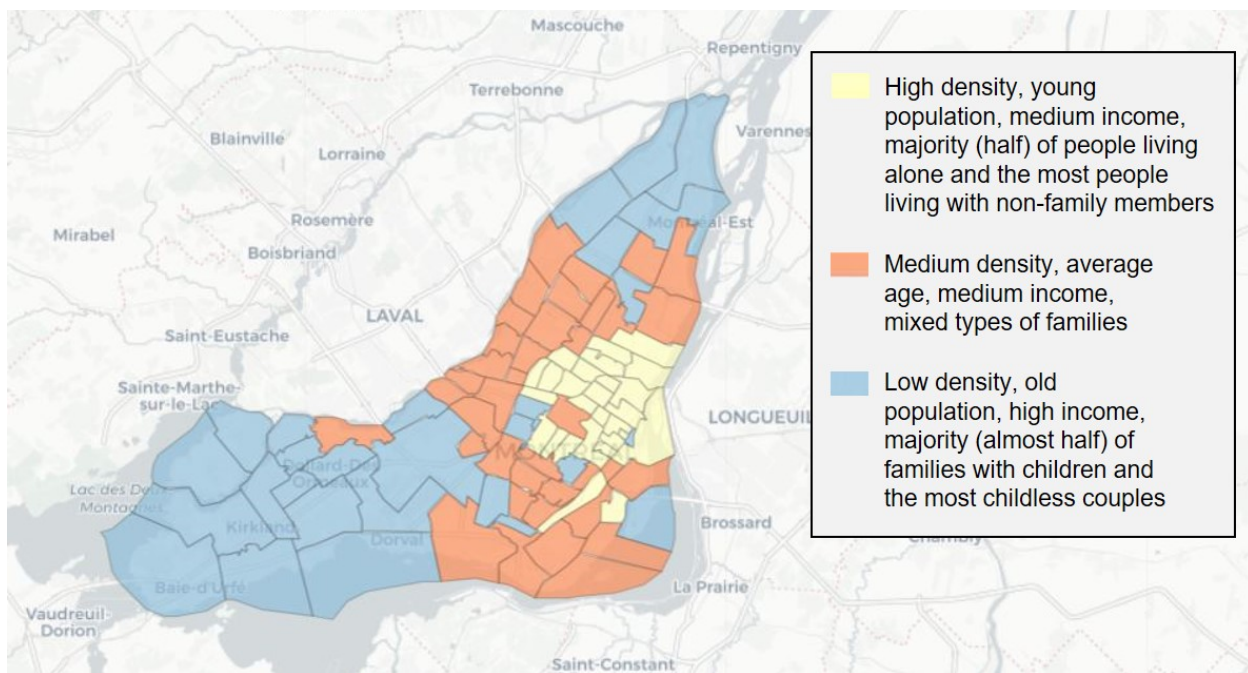 Mascouche
Repentigny
Terrebonne
Varennes
Blainville
Lorraine
Rosemère
Montréal-Est
Mirabel
Boisbriand
LAVAL
Saint-Eustache
Sainte-Marthe-
sur-le-Lac
LONGUEUIL
MONTRÉAL
Dollard-Des
Ormeaux
Lac des Deux
Montagnes
Kirkland
Dorval
Brossard
Chambly
Baie-d'Urfé
La Prairie
Vaudreuil-
Dorion
Saint-Constant
High density, young
population, medium income,
majority (half) of people living
alone and the most people
living with non-family members
Medium density, average
age, medium income,
mixed types of families
Low density, old
population, high income,
majority (almost half) of
families with children and
the most childless couples